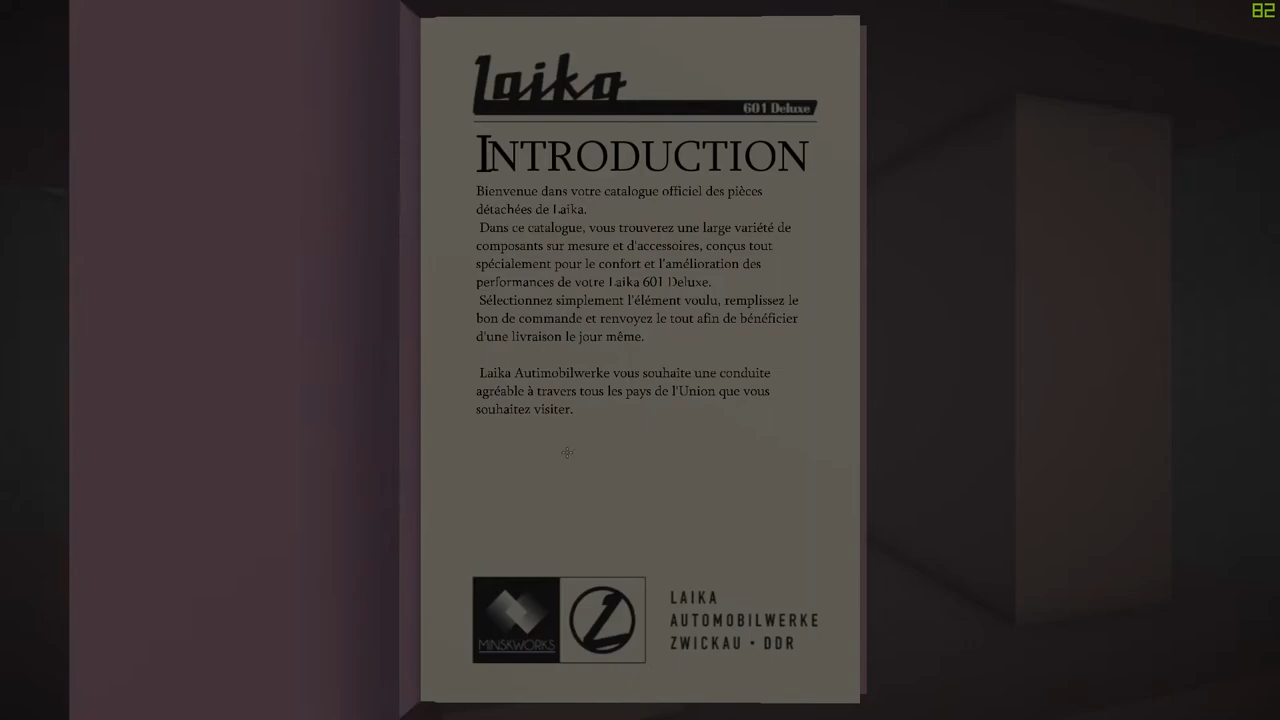 82
Laika
601 Deluxe
INTRODUCTION
Bienvenue dans votre catalogue officiel des pièces
détachées de Laika.
Dans ce catalogue, vous trouverez une large variété de
composants sur mesure et d'accessoires, conçus tout
spécialement pour le confort et l'amélioration des
performances de votre Laika 601 Deluxe.
Sélectionnez simplement l'élément voulu, remplissez le
bon de commande et renvoyez le tout afin de bénéficier
d'une livraison le jour même.
Laika Autimobilwerke vous souhaite une conduite
agréable à travers tous les pays de l'Union que vous
souhaitez visiter.
MINSKWORKS
L
LAIKA
AUTOMOBILWERKE
ZWICKAU • DDR